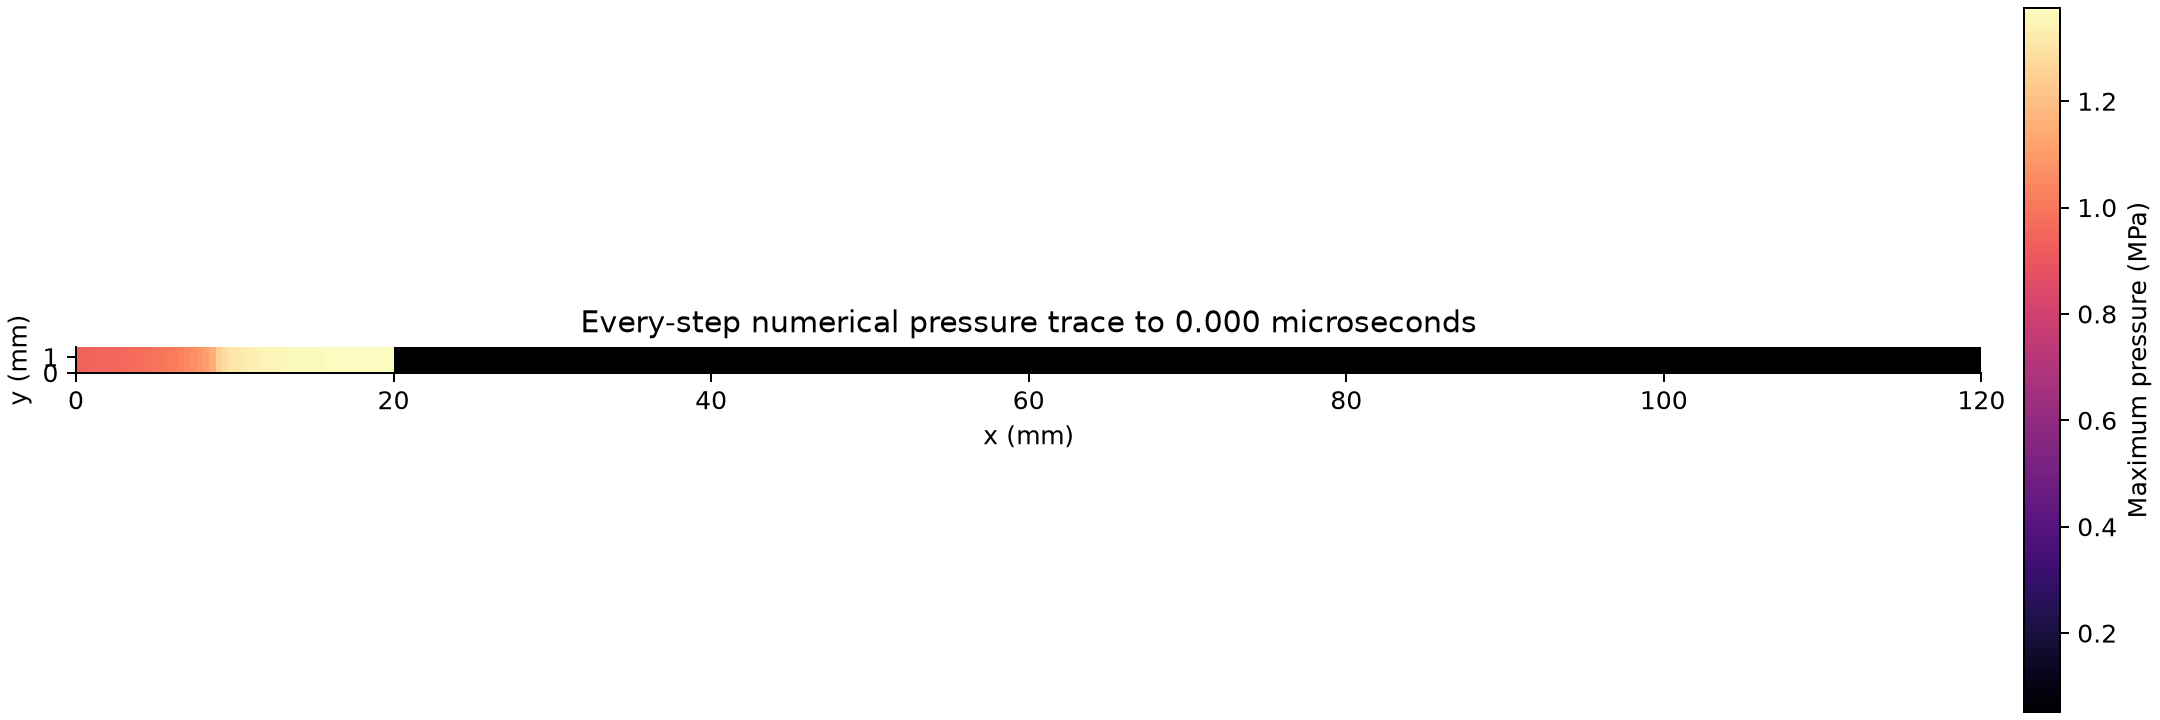 Every-step numerical pressure trace to 0.000 microseconds
y (mm)
1
0
0 20 40 60 80 100 120
x (mm)
1.2
1.0
0.8
0.6
0.4
0.2
Maximum pressure (MPa)